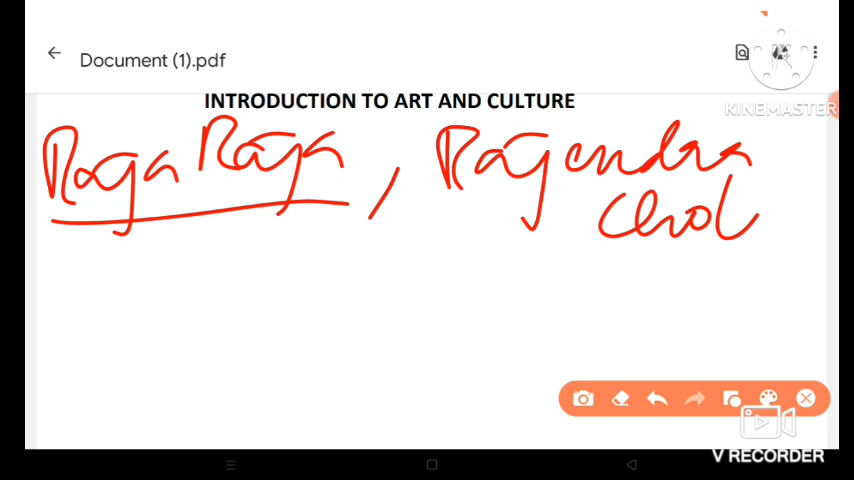 Document (1).pdf
KINEMASTER
INTRODUCTION TO ART AND CULTURE
Raja Raja, Rajendra
Chol
V RECORDER